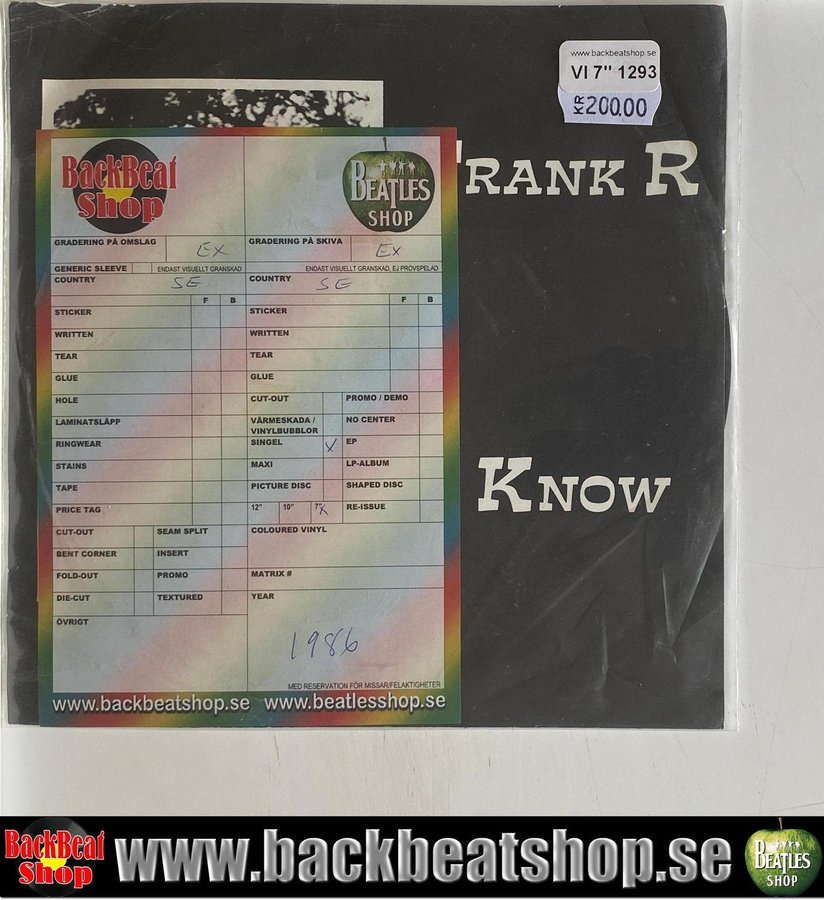 www.backbeatshop.se
VI 7" 1293
KR 200.00
FRANK R
KNOW
BackBeat
Shop
BEATLES
SHOP
GRADERING PÅ OMSLAG EX GRADERING PÅ SKIVA EX
GENERIC SLEEVE ENDAST VISUELLT GRANSKAD ENDAST VISUELLT GRANSKAD, EJ PROVSPELAD
COUNTRY SE COUNTRY SE
F B F B
STICKER STICKER
WRITTEN WRITTEN
TEAR TEAR
GLUE GLUE
HOLE CUT-OUT PROMO / DEMO
LAMINATSLÄPP VÄRMESKADA / NO CENTER
VINYLBUBBLOR
RINGWEAR SINGEL X EP
STAINS MAXI LP-ALBUM
TAPE PICTURE DISC SHAPED DISC
PRICE TAG 12" 10" 7" X RE-ISSUE
CUT-OUT SEAM SPLIT COLOURED VINYL
BENT CORNER INSERT
FOLD-OUT PROMO MATRIX #
DIE-CUT TEXTURED YEAR
ÖVRIGT
1986
MED RESERVATION FÖR MISSAR/FELAKTIGHETER
www.backbeatshop.se www.beatlesshop.se
BackBeat
Shop
www.backbeatshop.se
BEATLES
SHOP